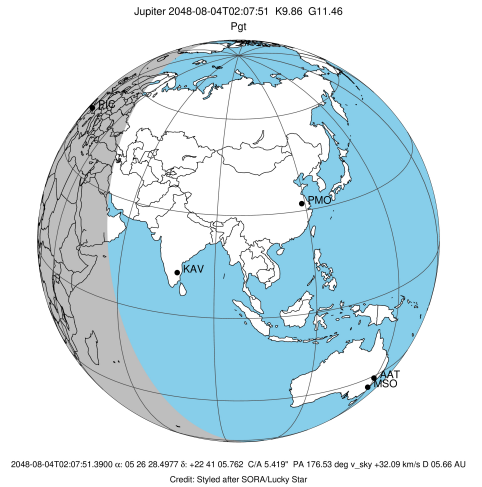 Jupiter 2048-08-04T02:07:51 K9.86 G11.46
Pgt
PIC
PMO
KAV
AAT
MSO
2048-08-04T02:07:51.3900 α: 05 26 28.4977 δ: +22 41 05.762 C/A 5.419" PA 176.53 deg v_sky +32.09 km/s D 05.66 AU
Credit: Styled after SORA/Lucky Star